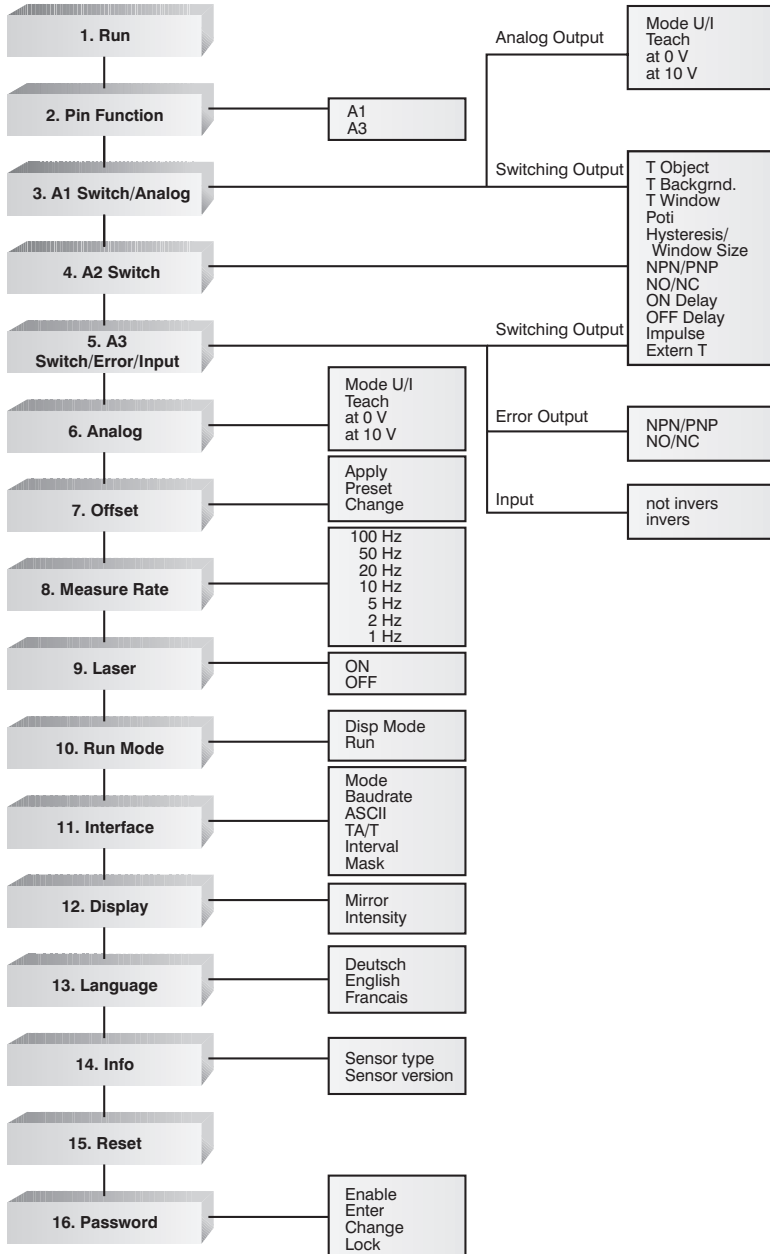 1. Run
2. Pin Function
A1
A3
3. A1 Switch/Analog
Analog Output
Mode U/I
Teach
at 0 V
at 10 V
Switching Output
T Object
T Backgrnd.
T Window
Poti
Hysteresis/
Window Size
NPN/PNP
NO/NC
ON Delay
OFF Delay
Impulse
Extern T
4. A2 Switch
5. A3
Switch/Error/Input
Switching Output
Error Output
NPN/PNP
NO/NC
Input
not invers
invers
6. Analog
Mode U/I
Teach
at 0 V
at 10 V
7. Offset
Apply
Preset
Change
8. Measure Rate
100 Hz
50 Hz
20 Hz
10 Hz
5 Hz
2 Hz
1 Hz
9. Laser
ON
OFF
10. Run Mode
Disp Mode
Run
11. Interface
Mode
Baudrate
ASCII
TA/T
Interval
Mask
12. Display
Mirror
Intensity
13. Language
Deutsch
English
Francais
14. Info
Sensor type
Sensor version
15. Reset
16. Password
Enable
Enter
Change
Lock